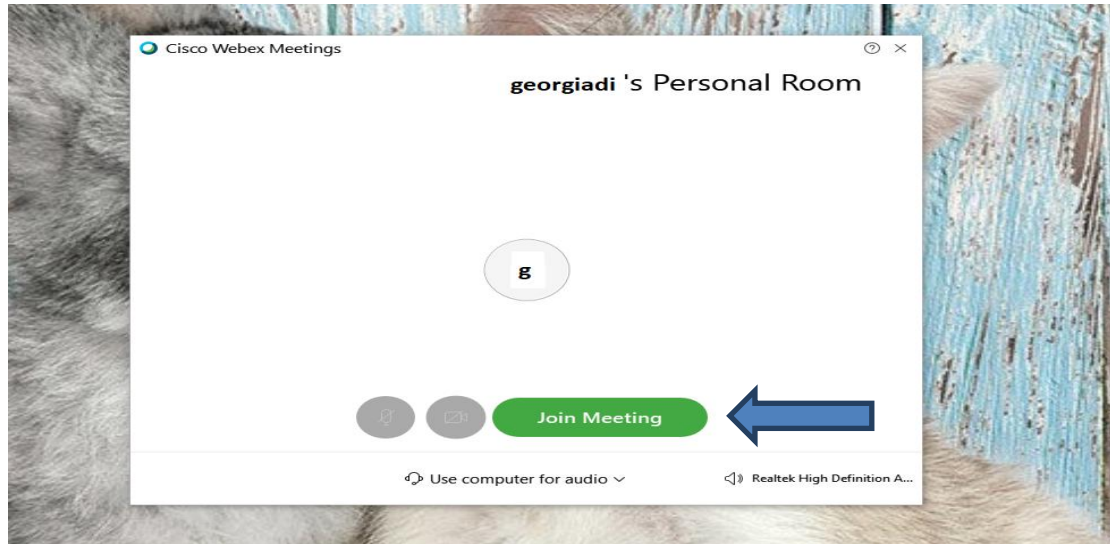 Cisco Webex Meetings
georgiadi 's Personal Room
g
Join Meeting
Use computer for audio
Realtek High Definition A...